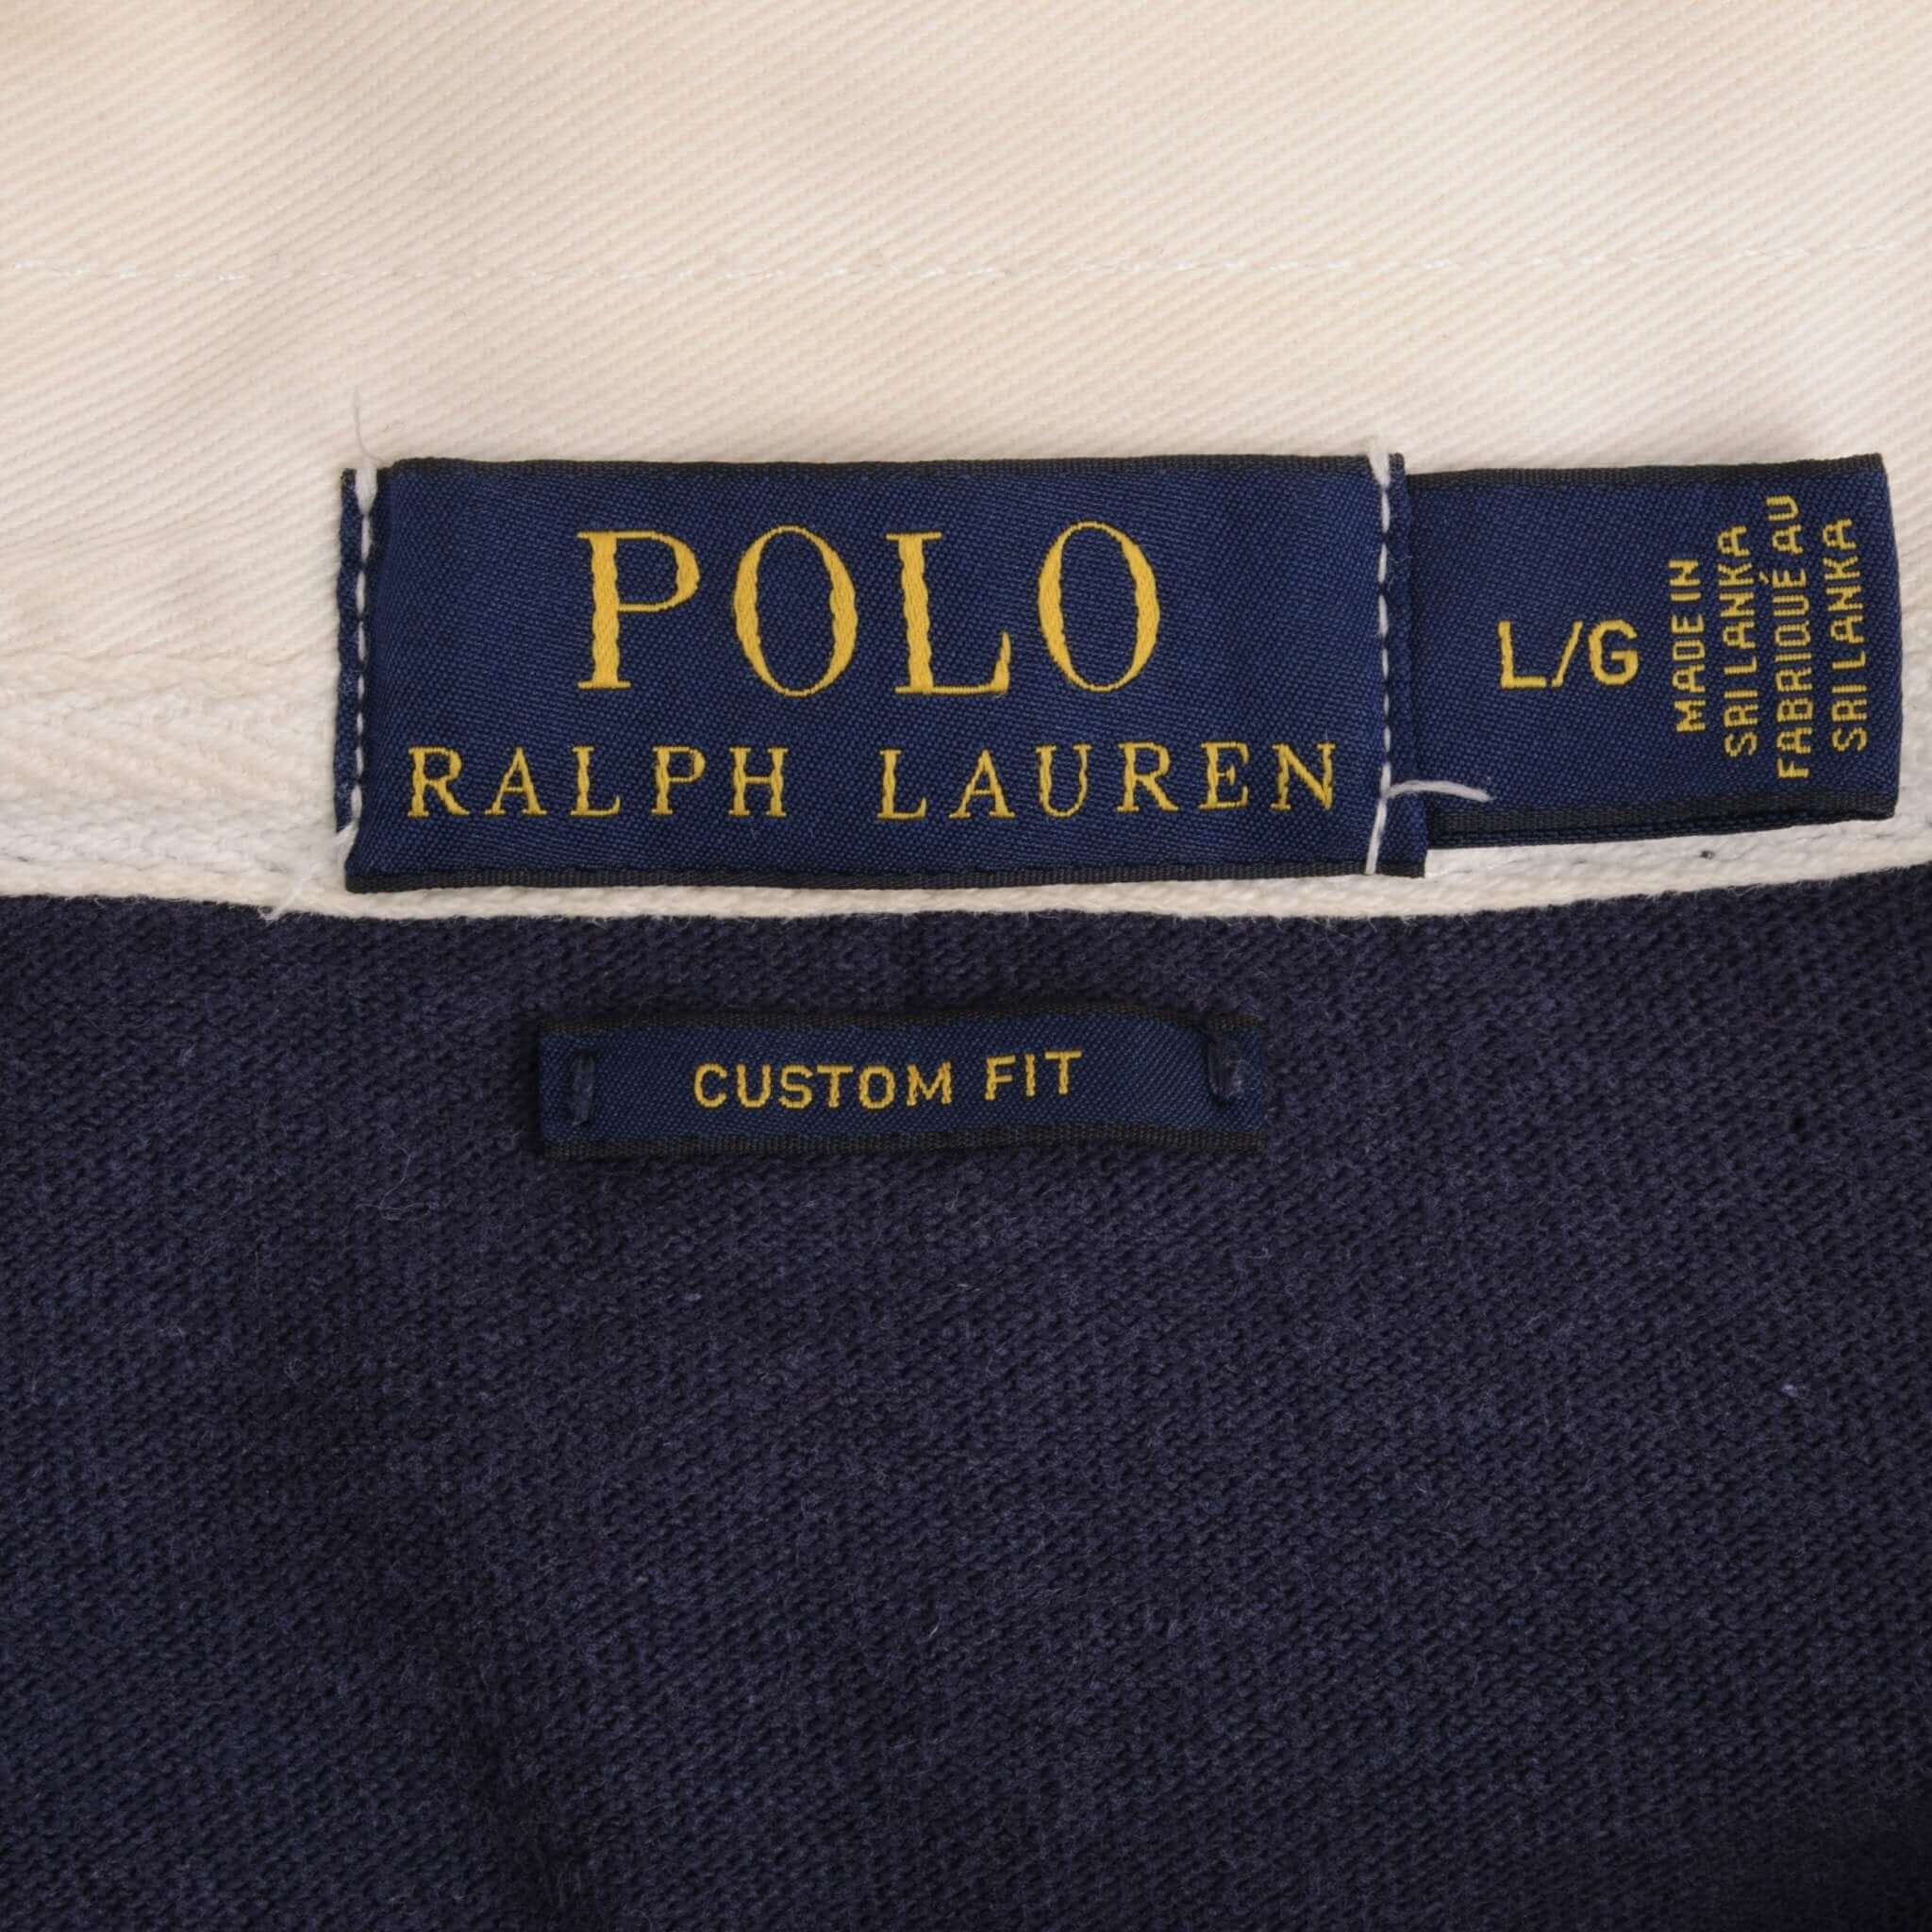 POLO
RALPH LAUREN
L/G
MADE IN
SRI LANKA
FABRIQUÉ AU
SRI LANKA
CUSTOM FIT